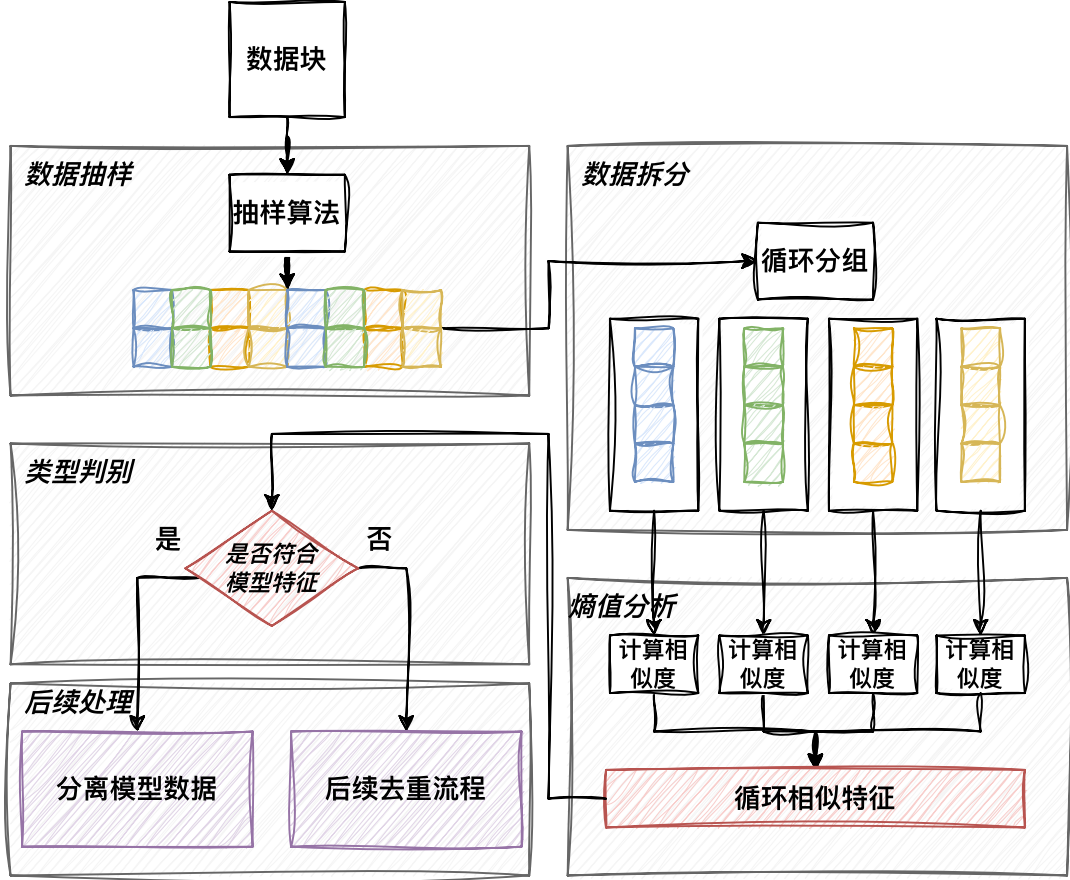 数据块
数据抽样
抽样算法
数据拆分
循环分组
类型判别
是
否
是否符合
模型特征
熵值分析
计算相
似度
计算相
似度
计算相
似度
计算相
似度
循环相似特征
后续处理
分离模型数据
后续去重流程